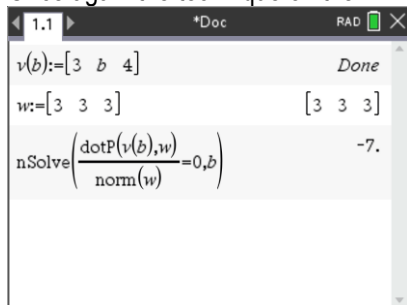 1.1 *Doc RAD
v(b):=[3 b 4] Done
w:=[3 3 3] [3 3 3]
nSolve(dotP(v(b),w)/norm(w)=0,b) -7.